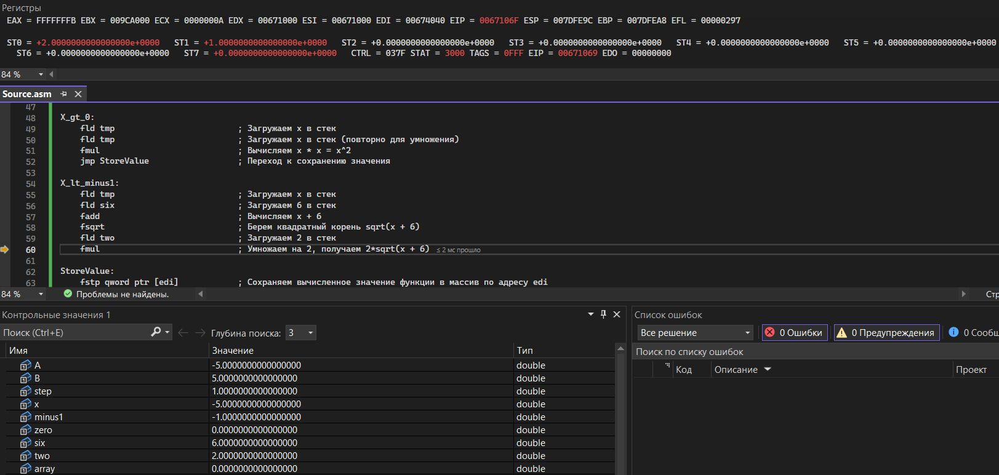 Регистры
EAX = FFFFFFFB EBX = 009CA000 ECX = 0000000A EDX = 00671000 ESI = 00671000 EDI = 00674040 EIP = 0067106F ESP = 007DFE9C EBP = 007DFEA8 EFL = 00000297
ST0 = +2.0000000000000000e+0000 ST1 = +1.0000000000000000e+0000 ST2 = +0.0000000000000000e+0000 ST3 = +0.0000000000000000e+0000 ST4 = +0.0000000000000000e+0000 ST5 = +0.0000000000000000e+0000
ST6 = +0.0000000000000000e+0000 ST7 = +0.0000000000000000e+0000 CTRL = 037F STAT = 3000 TAGS = 0FFF EIP = 00671069 EDO = 00000000
84 %
Source.asm
47
48 X_gt_0:
49 fld tmp ; Загружаем x в стек
50 fld tmp ; Загружаем x в стек (повторно для умножения)
51 fmul ; Вычисляем x * x = x^2
52 jmp StoreValue ; Переход к сохранению значения
53
54 X_lt_minus1:
55 fld tmp ; Загружаем x в стек
56 fld six ; Загружаем 6 в стек
57 fadd ; Вычисляем x + 6
58 fsqrt ; Берем квадратный корень sqrt(x + 6)
59 fld two ; Загружаем 2 в стек
60 fmul ; Умножаем на 2, получаем 2*sqrt(x + 6) ≤ 2 мс прошло
61
62 StoreValue:
63 fstp qword ptr [edi] ; Сохраняем вычисленное значение функции в массив по адресу edi
84 % Проблемы не найдены. Стр
Контрольные значения 1
Поиск (Ctrl+E) Глубина поиска: 3
Имя Значение Тип
A -5.0000000000000000 double
B 5.0000000000000000 double
step 1.0000000000000000 double
x -5.0000000000000000 double
minus1 -1.0000000000000000 double
zero 0.0000000000000000 double
six 6.0000000000000000 double
two 2.0000000000000000 double
array 0.0000000000000000 double
Список ошибок
Все решение 0 Ошибки 0 Предупреждения 0 Сообщ
Поиск по списку ошибок
Код Описание Проект